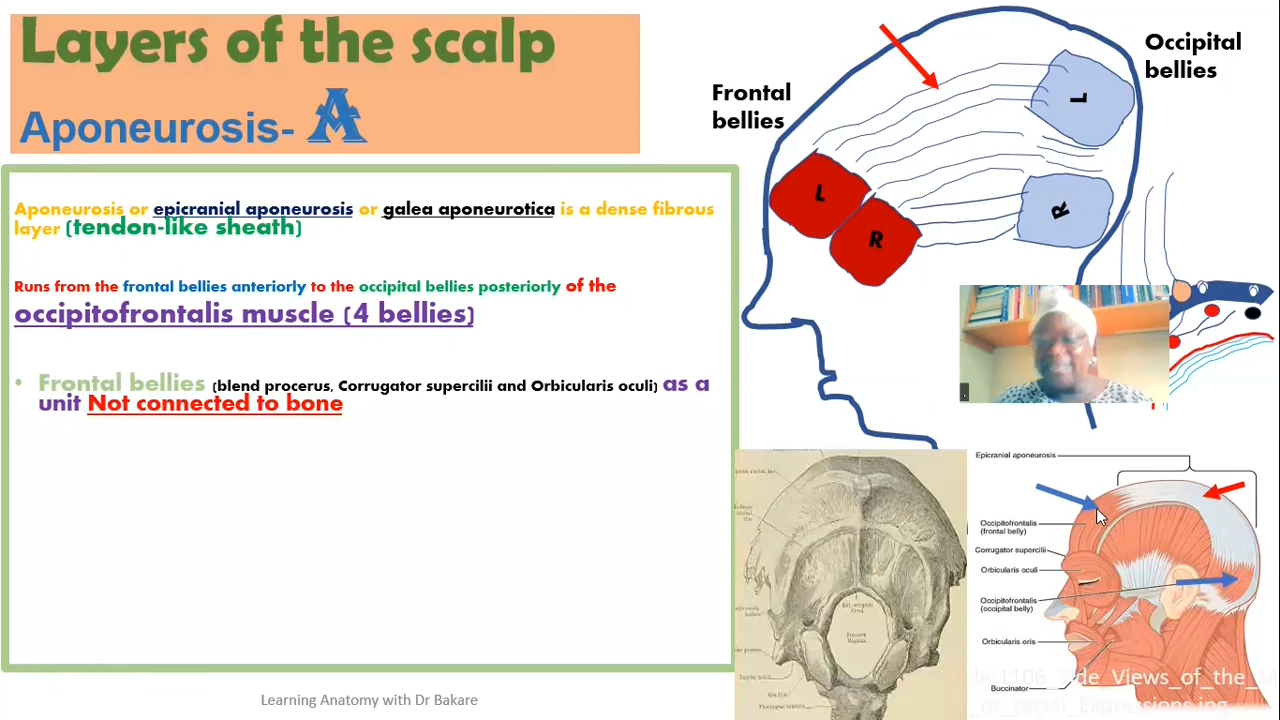 Layers of the scalp
Aponeurosis- A
Aponeurosis or epicranial aponeurosis or galea aponeurotica is a dense fibrous
layer (tendon-like sheath)
Runs from the frontal bellies anteriorly to the occipital bellies posteriorly of the
occipitofrontalis muscle (4 bellies)
• Frontal bellies (blend procerus, Corrugator supercilii and Orbicularis oculi) as a
unit Not connected to bone
Frontal
bellies
Occipital
bellies
L
R
L
R
Epicranial aponeurosis
Occipitofrontalis
(frontal belly)
Corrugator supercilii
Orbicularis oculi
Occipitofrontalis
(occipital belly)
Orbicularis oris
Buccinator
Views_of_the_M
Learning Anatomy with Dr Bakare